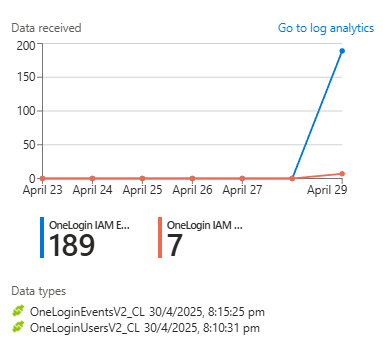 Data received Go to log analytics
200
150
100
50
0
April 23 April 24 April 25 April 26 April 27 April 29
OneLogin IAM E... OneLogin IAM ...
189 7
Data types
OneLoginEventsV2_CL 30/4/2025, 8:15:25 pm
OneLoginUsersV2_CL 30/4/2025, 8:10:31 pm